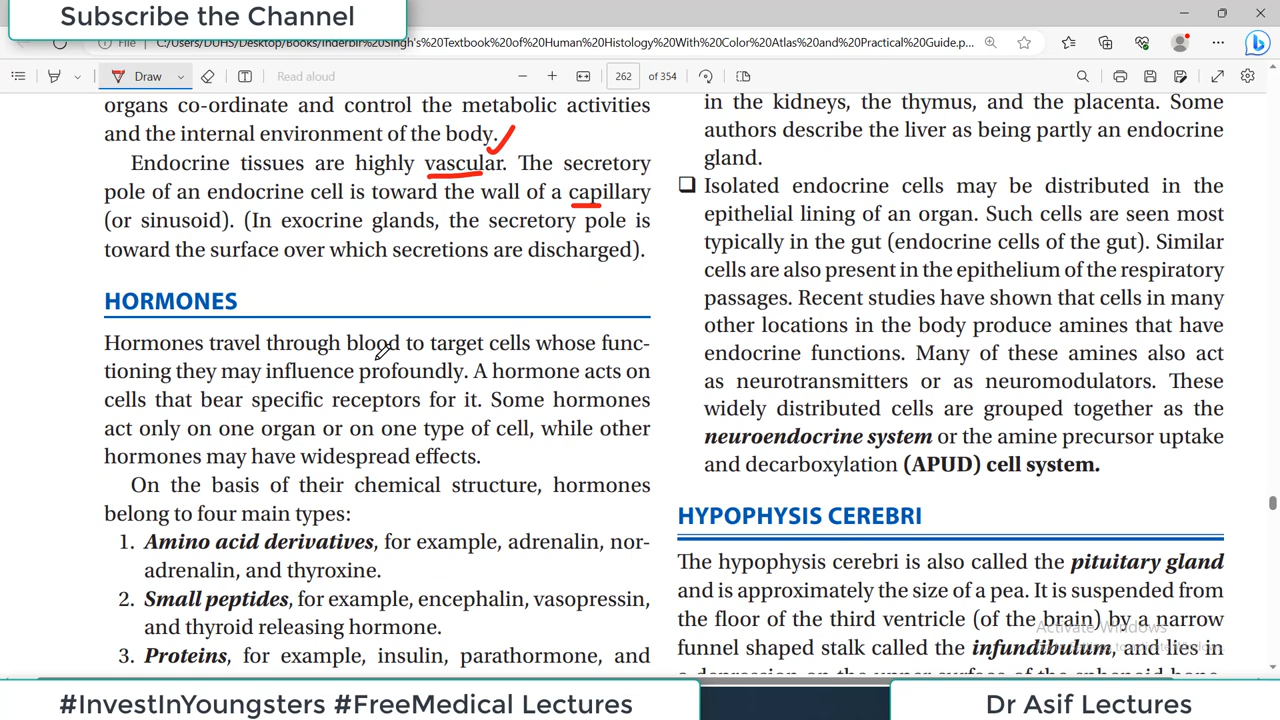 Subscribe the Channel
File
C:/Users/DUHS/Desktop/Books/Inderbir%20Singh's%20Textbook%20of%20Human%20Histology%20With%20Color%20Atlas%20and%20Practical%20Guide.p...
Draw
Read aloud
262 of 354
organs co-ordinate and control the metabolic activities
and the internal environment of the body.
Endocrine tissues are highly vascular. The secretory
pole of an endocrine cell is toward the wall of a capillary
(or sinusoid). (In exocrine glands, the secretory pole is
toward the surface over which secretions are discharged).
HORMONES
Hormones travel through blood to target cells whose func-
tioning they may influence profoundly. A hormone acts on
cells that bear specific receptors for it. Some hormones
act only on one organ or on one type of cell, while other
hormones may have widespread effects.
On the basis of their chemical structure, hormones
belong to four main types:
1. Amino acid derivatives, for example, adrenalin, nor-
adrenalin, and thyroxine.
2. Small peptides, for example, encephalin, vasopressin,
and thyroid releasing hormone.
3. Proteins, for example, insulin, parathormone, and
in the kidneys, the thymus, and the placenta. Some
authors describe the liver as being partly an endocrine
gland.
❑ Isolated endocrine cells may be distributed in the
epithelial lining of an organ. Such cells are seen most
typically in the gut (endocrine cells of the gut). Similar
cells are also present in the epithelium of the respiratory
passages. Recent studies have shown that cells in many
other locations in the body produce amines that have
endocrine functions. Many of these amines also act
as neurotransmitters or as neuromodulators. These
widely distributed cells are grouped together as the
neuroendocrine system or the amine precursor uptake
and decarboxylation (APUD) cell system.
HYPOPHYSIS CEREBRI
The hypophysis cerebri is also called the pituitary gland
and is approximately the size of a pea. It is suspended from
the floor of the third ventricle (of the brain) by a narrow
funnel shaped stalk called the infundibulum, and lies in
a depression on the upper surface of the sphenoid bone.
Activate Windows
#InvestInYoungsters #FreeMedical Lectures
Dr Asif Lectures